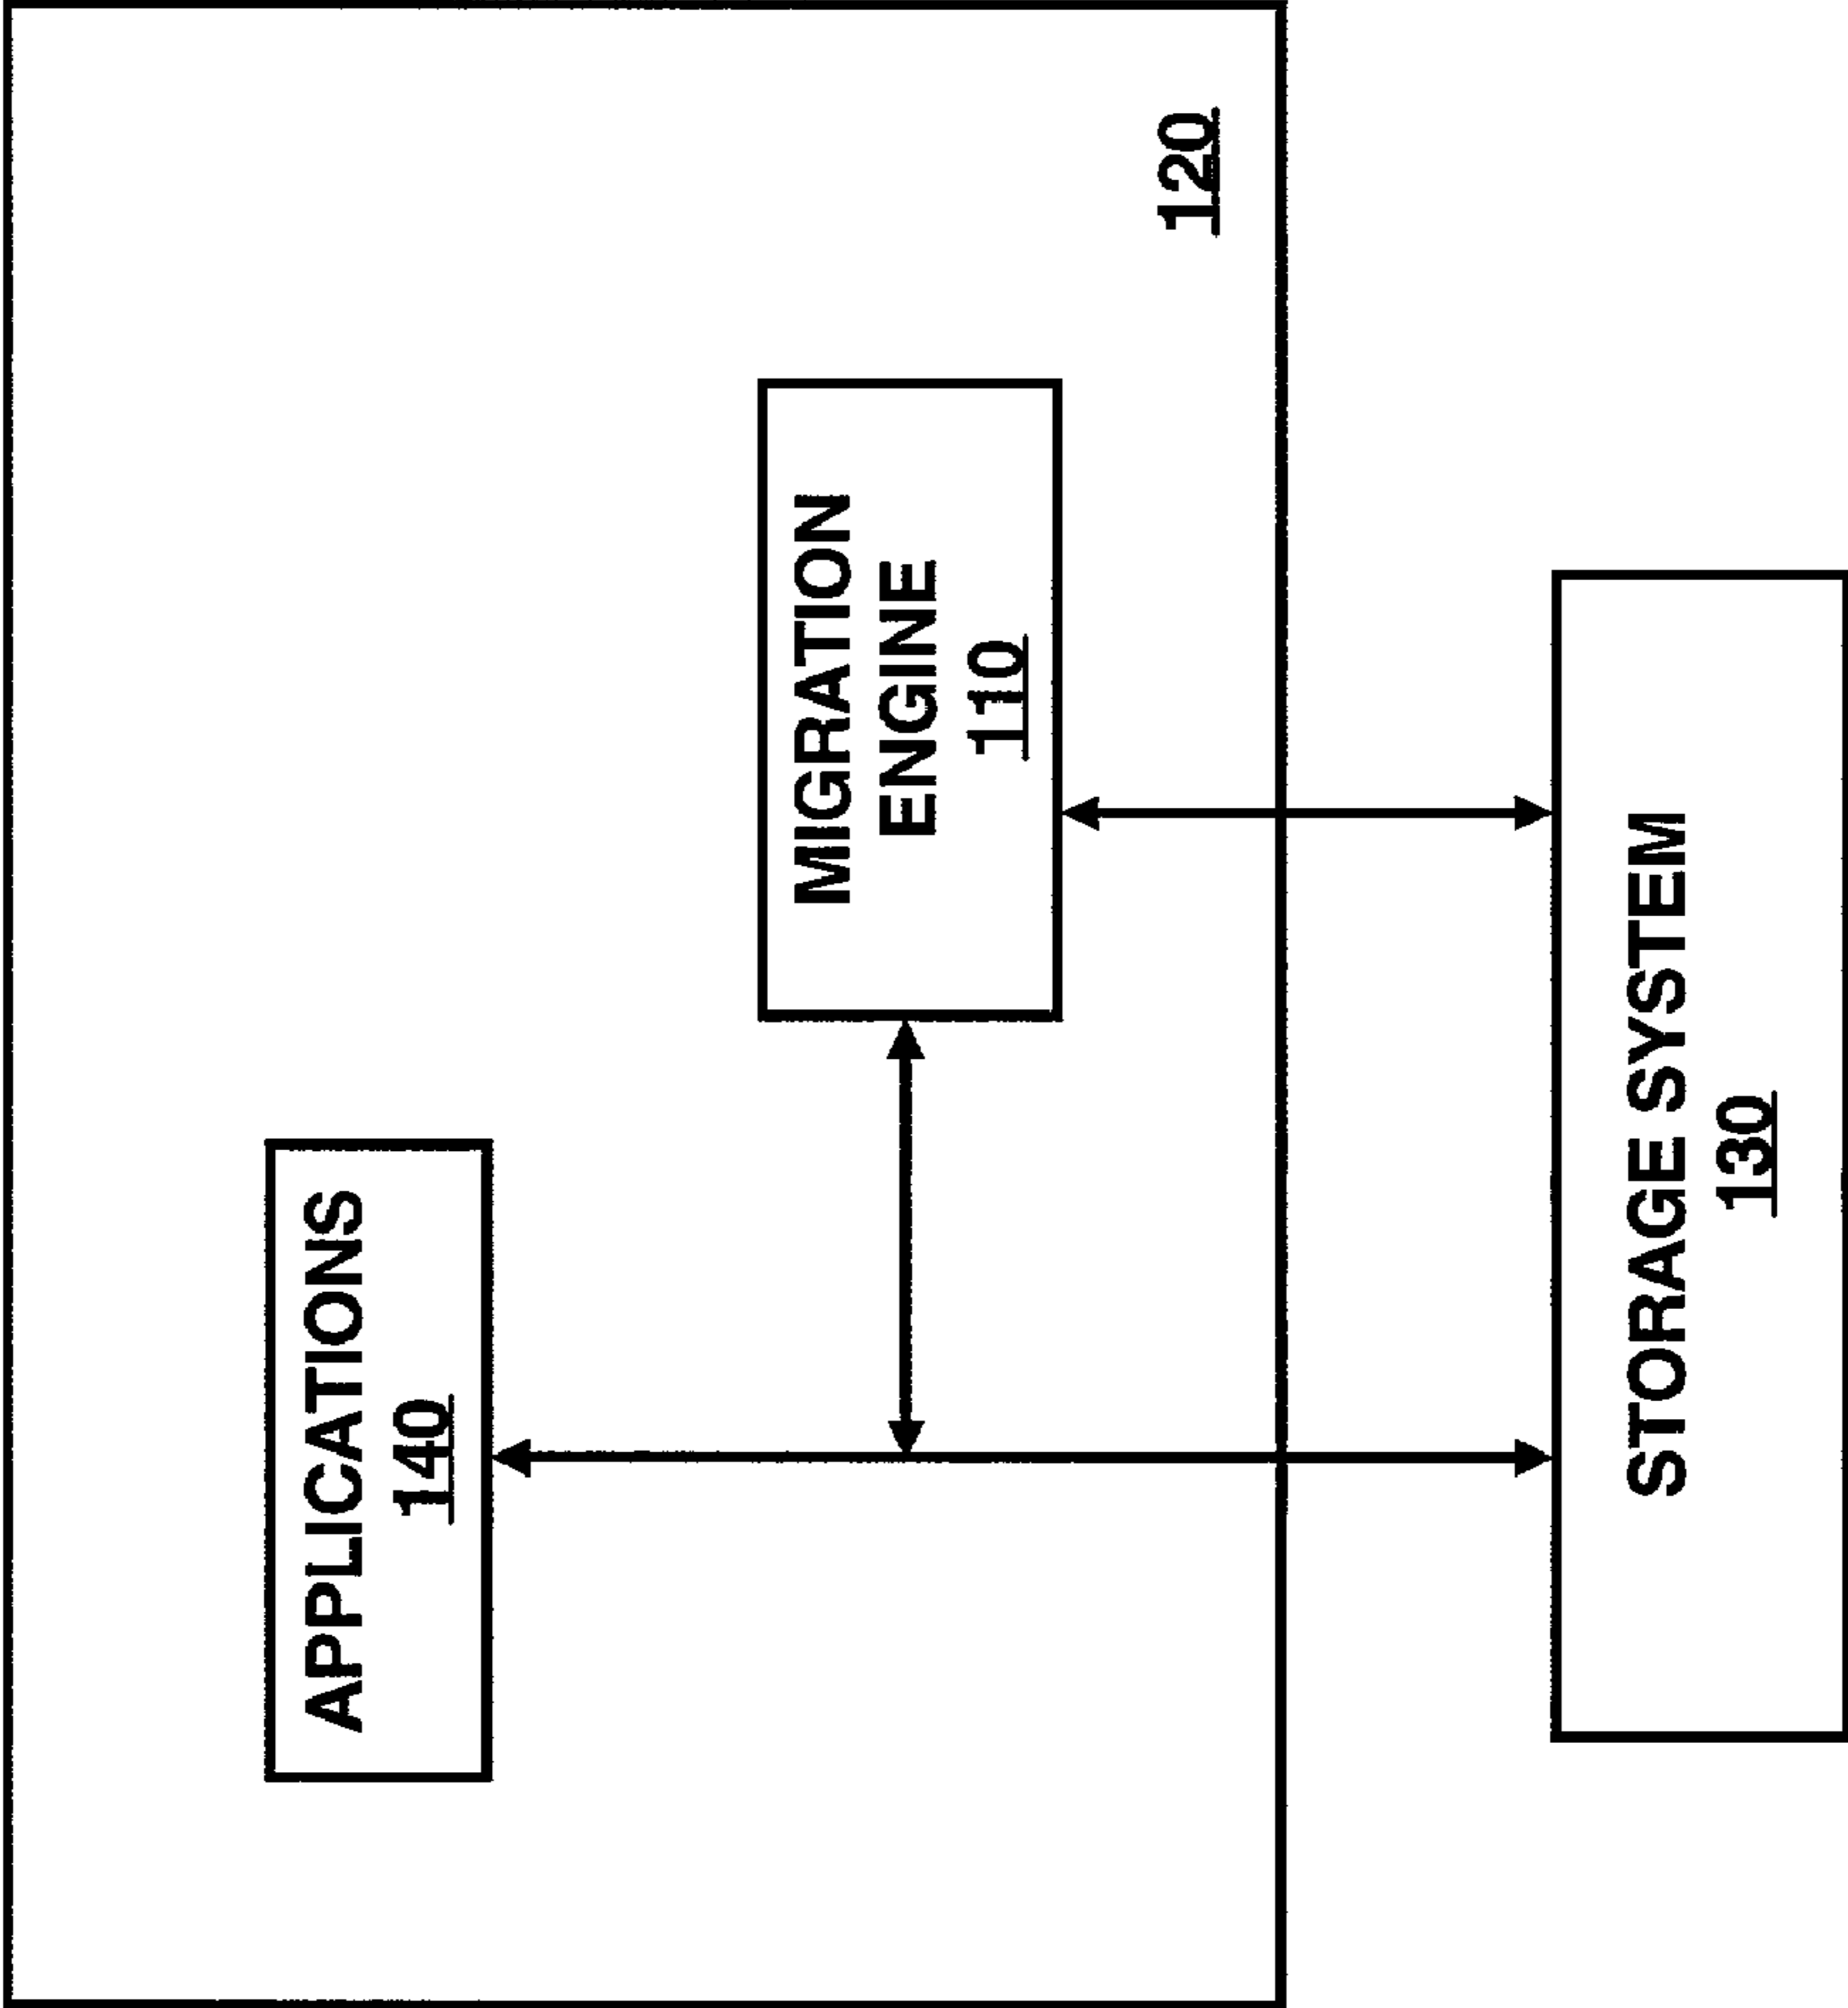 APPLICATIONS
140
MIGRATION
ENGINE
110
120
STORAGE SYSTEM
130